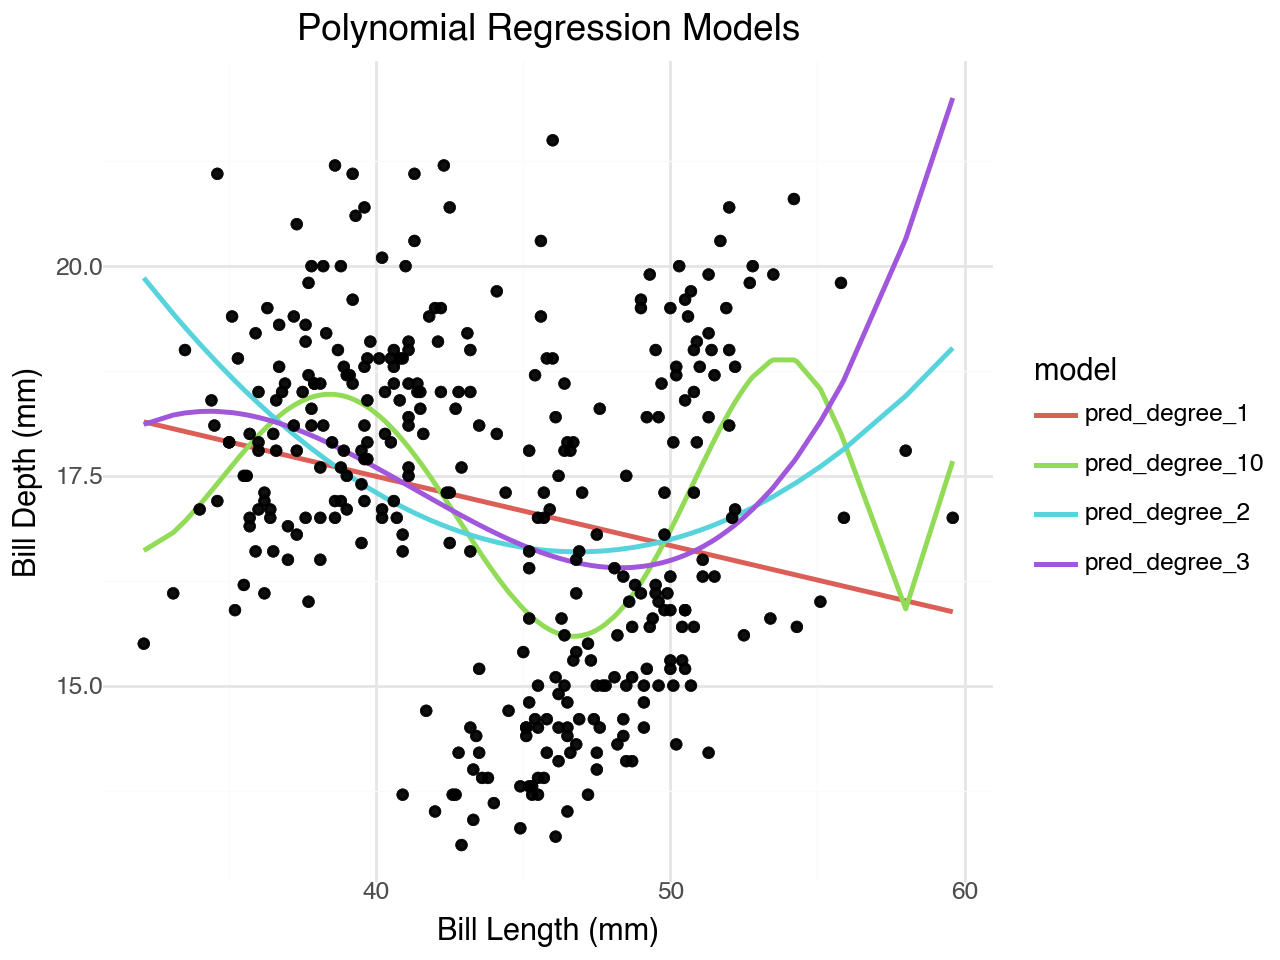 Polynomial Regression Models
Bill Depth (mm)
20.0
17.5
15.0
40
50
60
Bill Length (mm)
model
pred_degree_1
pred_degree_10
pred_degree_2
pred_degree_3